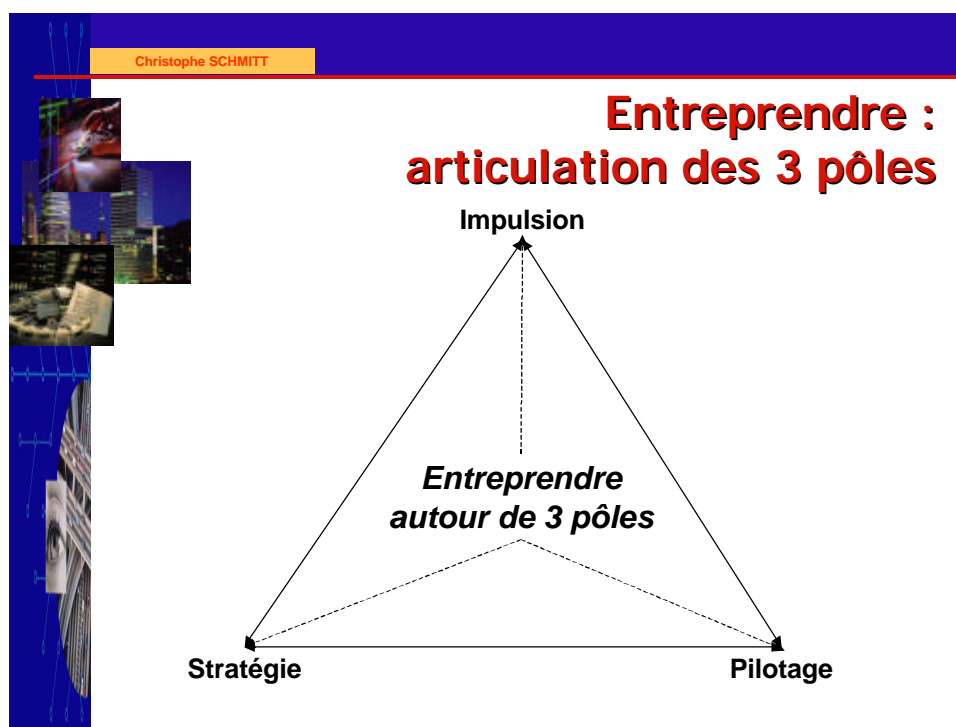 Christophe SCHMITT
Entreprendre :
articulation des 3 pôles
Impulsion
Entreprendre
autour de 3 pôles
Stratégie
Pilotage